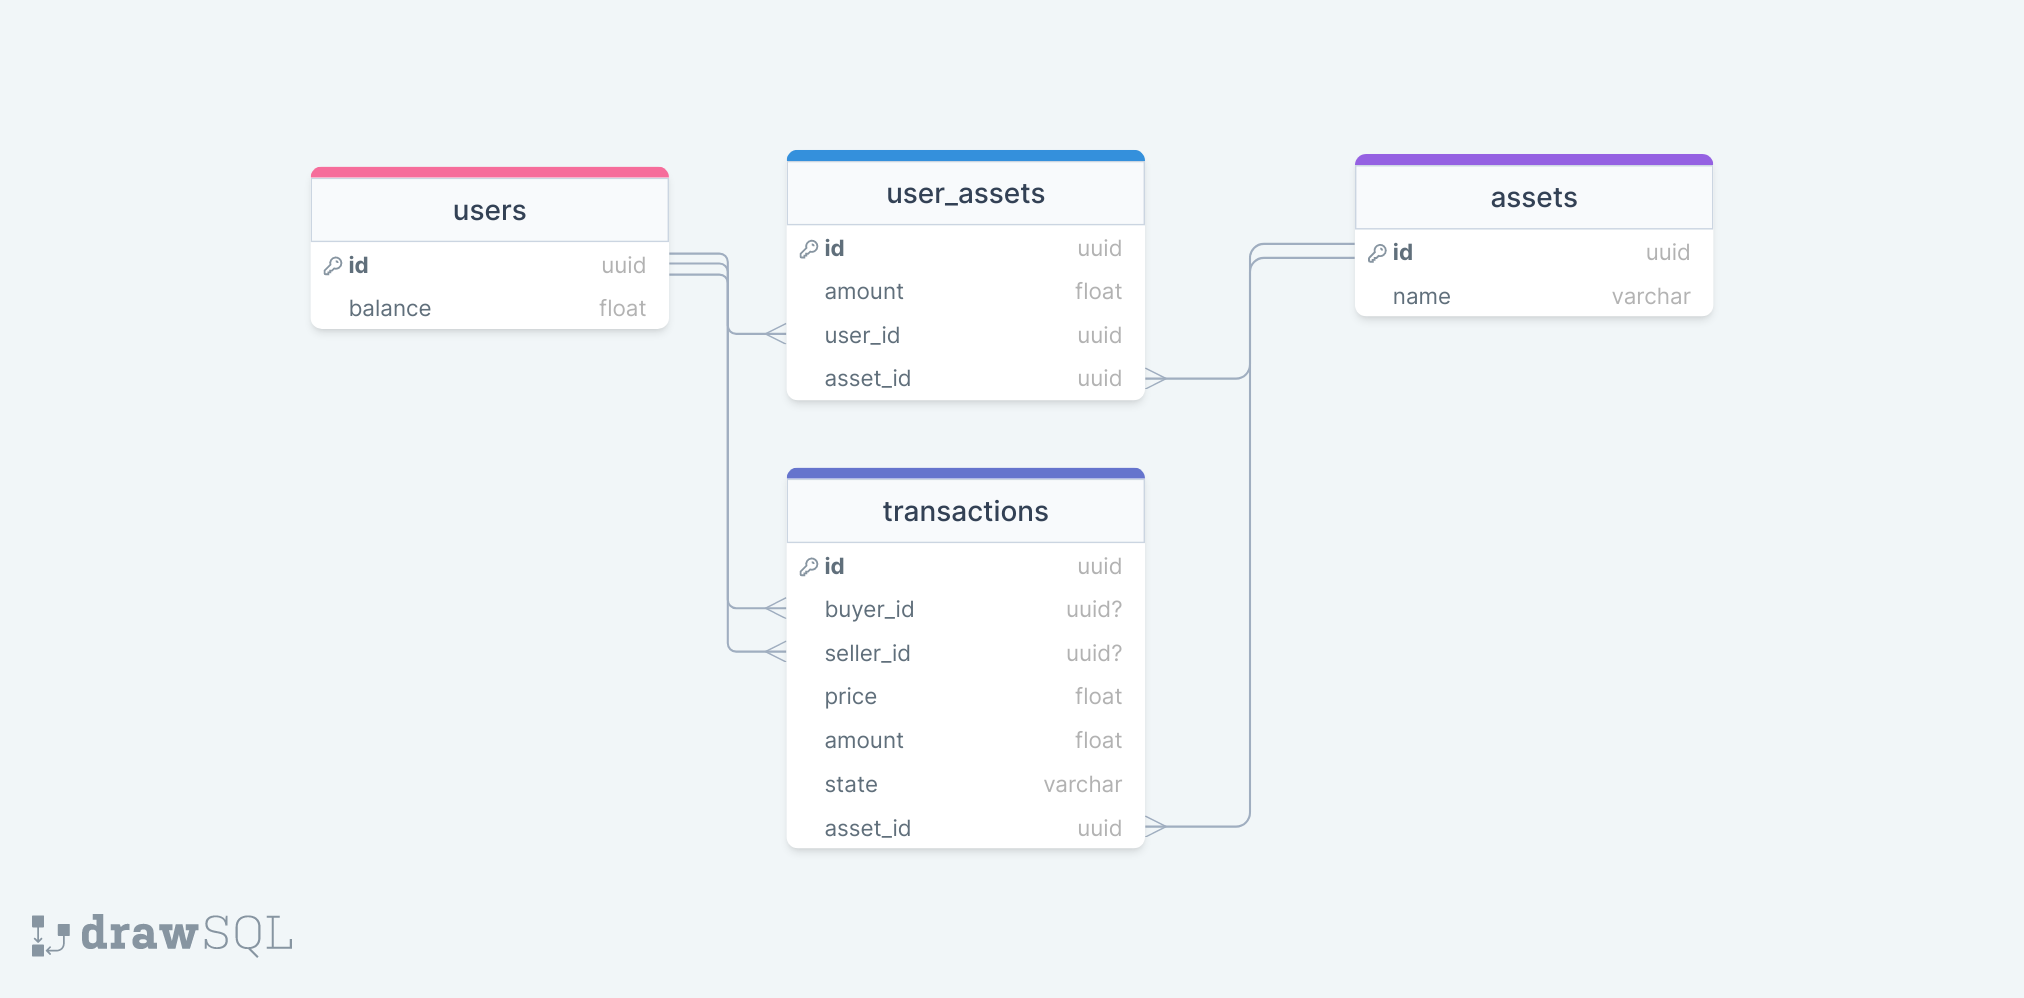 users
id uuid
balance float
user_assets
id uuid
amount float
user_id uuid
asset_id uuid
assets
id uuid
name varchar
transactions
id uuid
buyer_id uuid?
seller_id uuid?
price float
amount float
state varchar
asset_id uuid
drawSQL